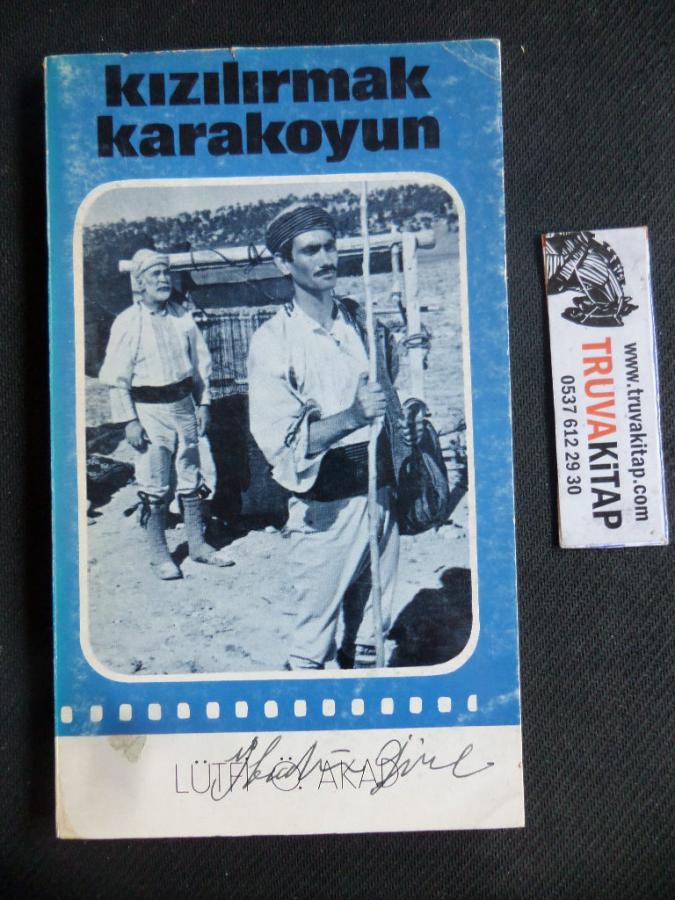 kızılırmak
karakoyun
LÜTFİ Ö. AKAD
www.truvakitap.com
TRUVAKİTAP
0537 612 29 30